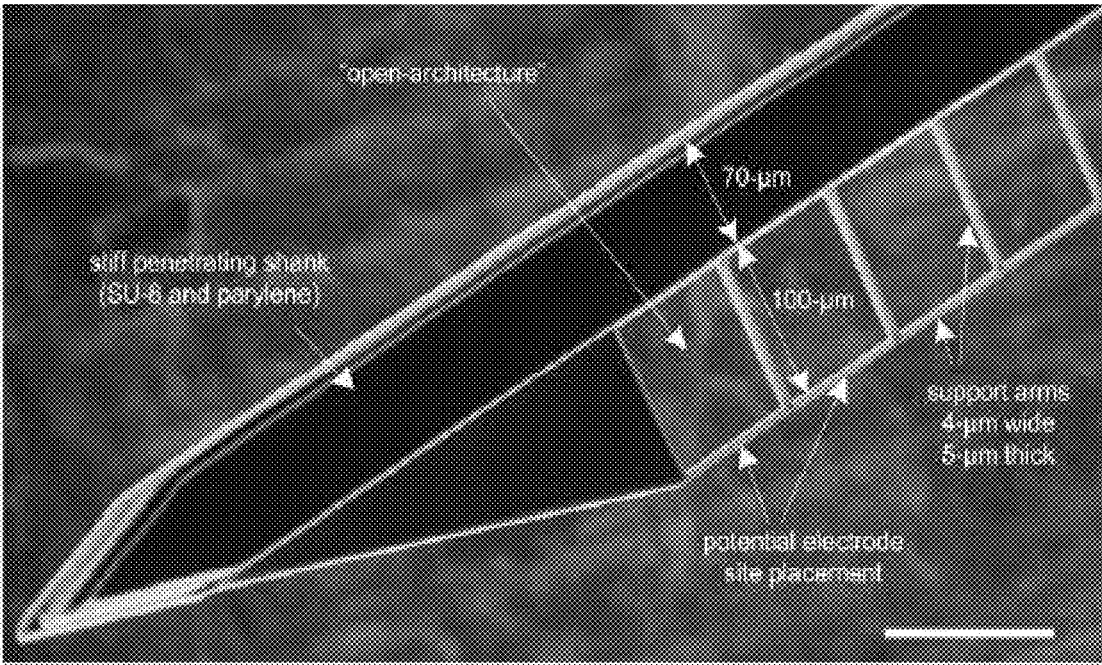 "open-architecture"
70-µm
stiff penetrating shank
(SU-8 and parylene)
100-µm
support arms
4-µm wide
5-µm thick
potential electrode
site placement